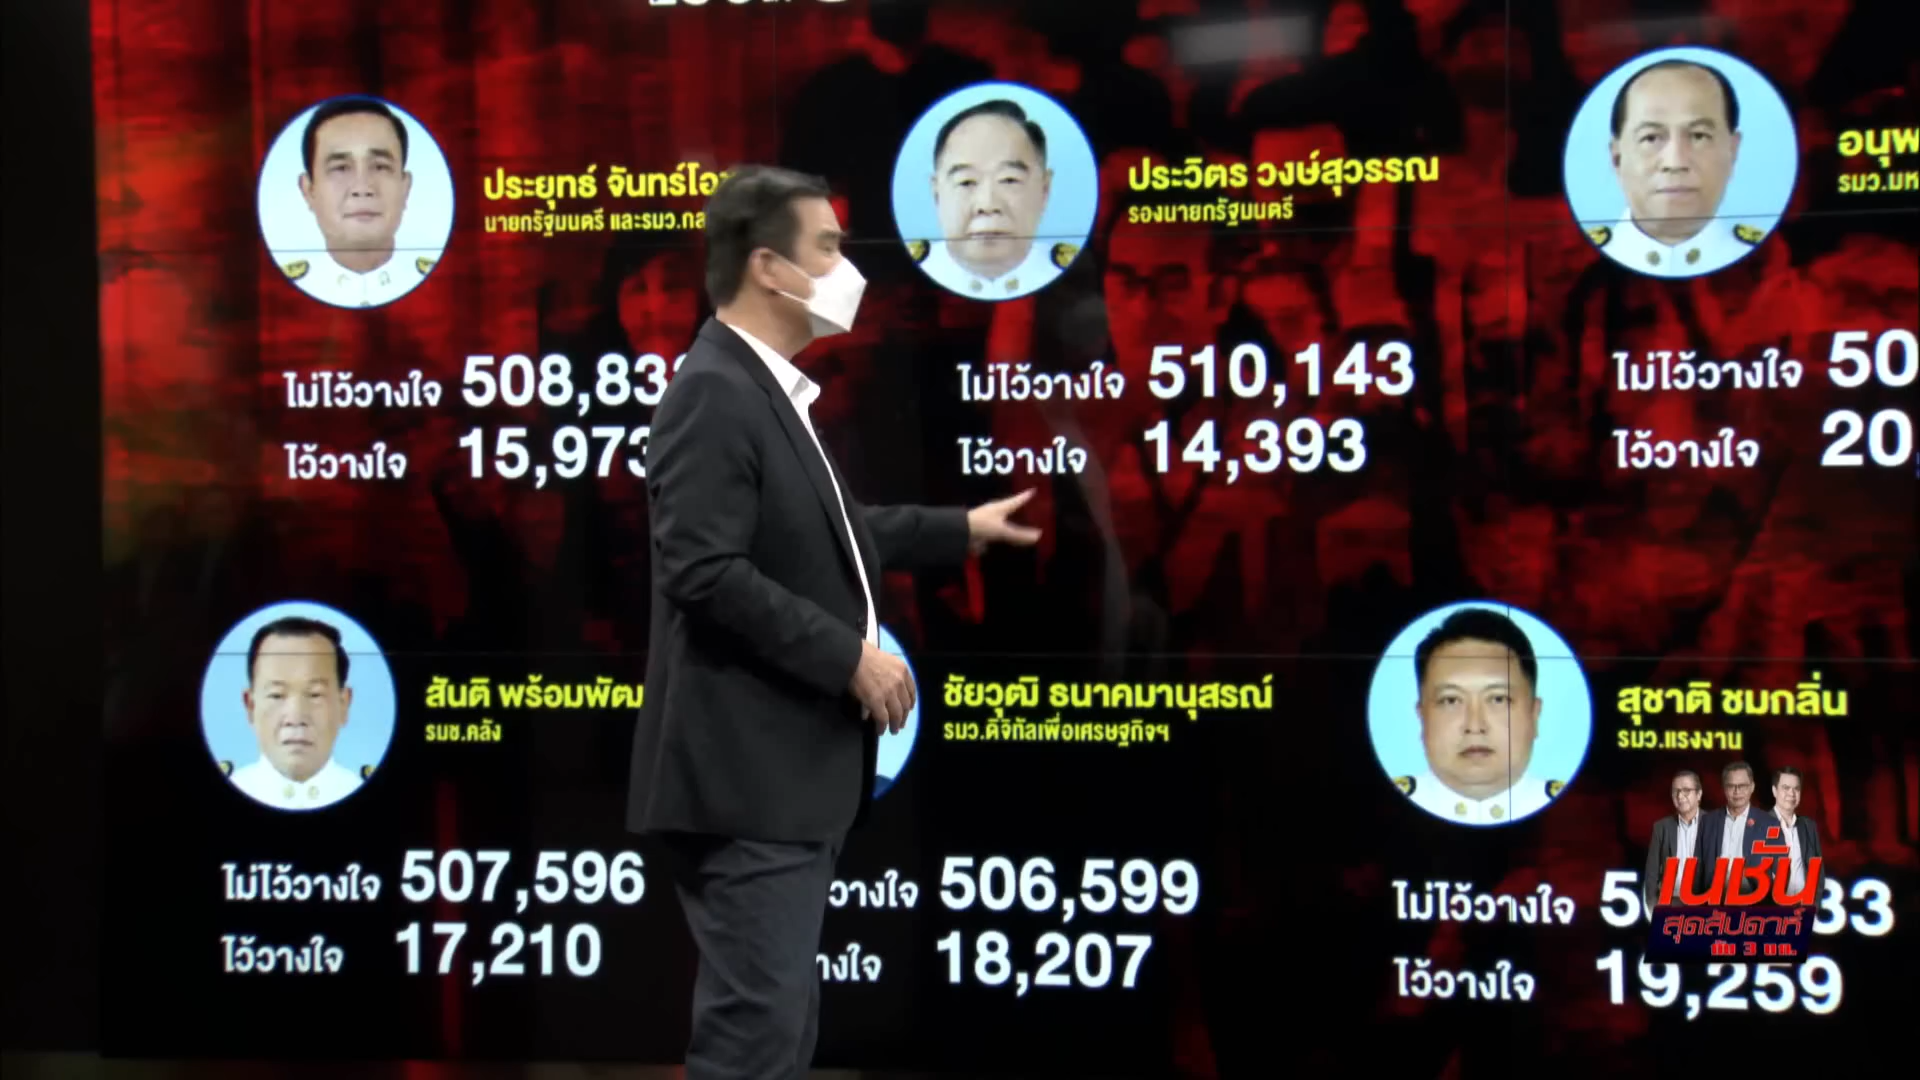 ประยุทธ์
นายกรัฐมนตรี และรมว.กล
ประวิตร วงษ์สุวรรณ
รองนายกรัฐมนตรี
อนุพ
รมว.มห
ไม่ไว้วางใจ 508,83
ไว้วางใจ 15,973
ไม่ไว้วางใจ 510,143
ไว้วางใจ 14,393
ไม่ไว้วางใจ 50
ไว้วางใจ 20,
สันติ พร้อมพัฒ
รมช.คลัง
ชัยวุฒิ ธนาคมานุสรณ์
รมว.ดิจิทัลเพื่อเศรษฐกิจฯ
สุชาติ ชมกลิ่น
รมว.แรงงาน
ไม่ไว้วางใจ 507,596
ไว้วางใจ 17,210
วางใจ 506,599
างใจ 18,207
ไม่ไว้วางใจ 5 33
ไว้วางใจ 19,259
เนชั่น
สุดสัปดาห์
กับ 3 บก.